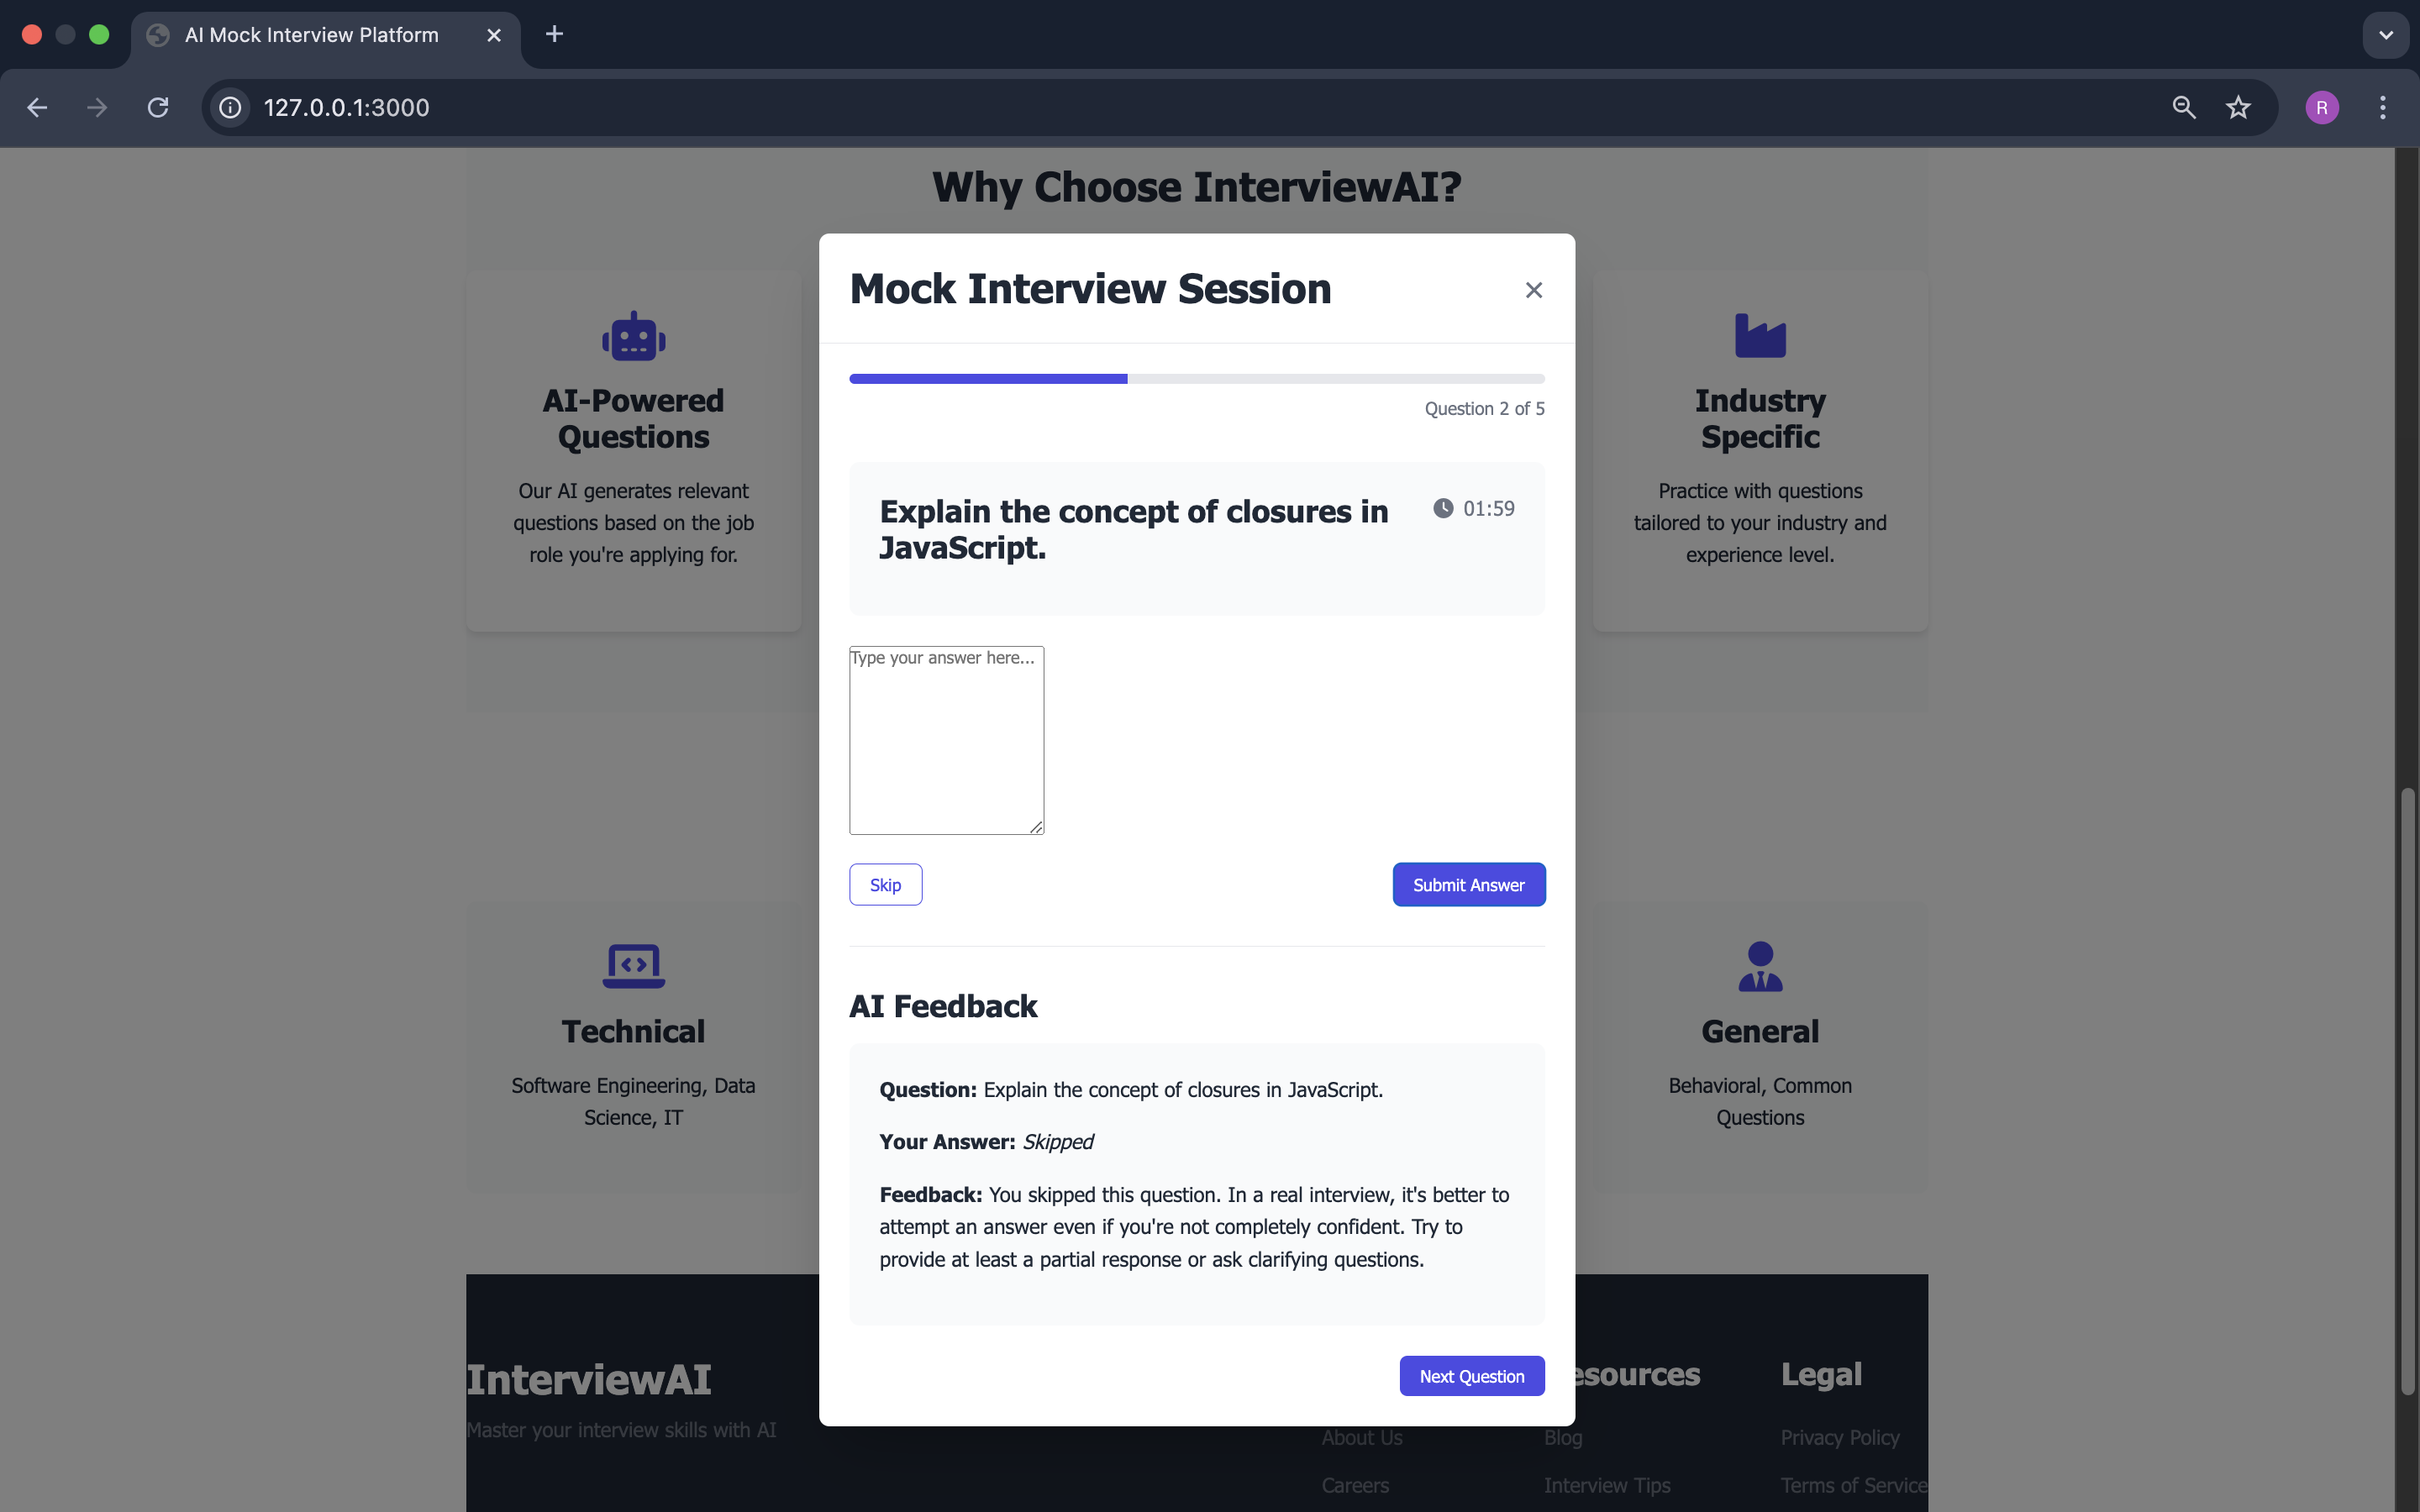 AI Mock Interview Platform
127.0.0.1:3000
R
Why Choose InterviewAI?
AI-Powered
Questions
Our AI generates relevant
questions based on the job
role you're applying for.
Industry
Specific
Practice with questions
tailored to your industry and
experience level.
Mock Interview Session
Question 2 of 5
Explain the concept of closures in
JavaScript.
01:59
Type your answer here...
Skip
Submit Answer
AI Feedback
Question: Explain the concept of closures in JavaScript.
Your Answer: Skipped
Feedback: You skipped this question. In a real interview, it's better to
attempt an answer even if you're not completely confident. Try to
provide at least a partial response or ask clarifying questions.
Next Question
Technical
Software Engineering, Data
Science, IT
General
Behavioral, Common
Questions
InterviewAI
Master your interview skills with AI
About Us
Careers
esources
Blog
Interview Tips
Legal
Privacy Policy
Terms of Service